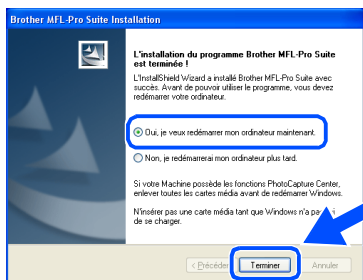 Brother MFL-Pro Suite Installation
L'installation du programme Brother MFL-Pro Suite
est terminée !
L'InstallShield Wizard a installé Brother MFL-Pro Suite avec
succès. Avant de pouvoir utiliser le programme, vous devez
redémarrer votre ordinateur.
Oui, je veux redémarrer mon ordinateur maintenant.
Non, je redémarrerai mon ordinateur plus tard.
Si votre Machine possède les fonctions PhotoCapture Center,
enlever toutes les cartes média avant de redémarrer Windows.
N'insérer pas une carte média tant que Windows n'a
de se charger.
< Précéden Terminer Annuler